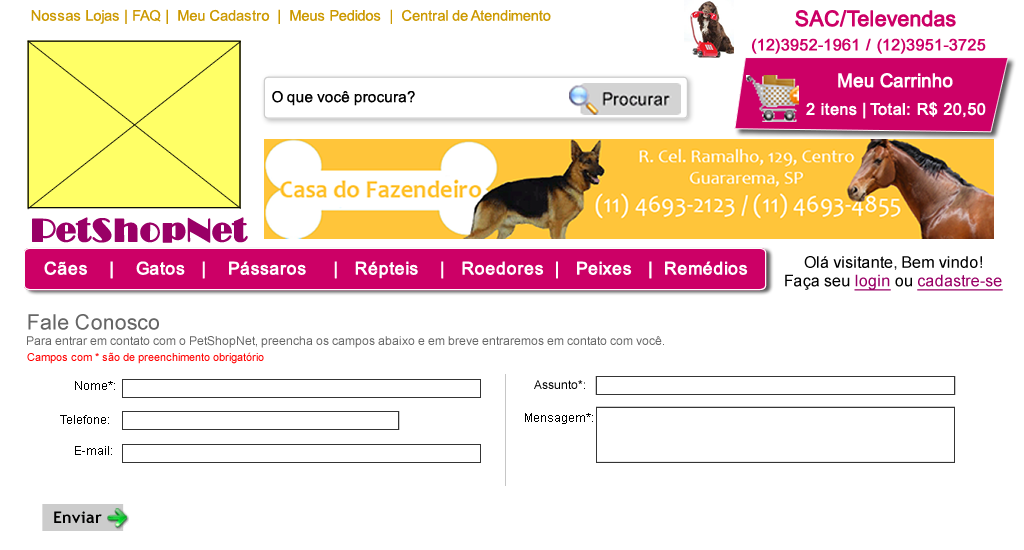 Nossas Lojas | FAQ | Meu Cadastro | Meus Pedidos | Central de Atendimento
SAC/Televendas
(12)3952-1961 / (12)3951-3725
Meu Carrinho
2 itens | Total: R$ 20,50
O que você procura?
Procurar
Casa do Fazendeiro
R. Cel. Ramalho, 129, Centro
Guararema, SP
(11) 4693-2123 / (11) 4693-4855
PetShopNet
Cães | Gatos | Pássaros | Répteis | Roedores | Peixes | Remédios
Olá visitante, Bem vindo!
Faça seu login ou cadastre-se
Fale Conosco
Para entrar em contato com o PetShopNet, preencha os campos abaixo e em breve entraremos em contato com você.
Campos com * são de preenchimento obrigatório
Nome*:
Telefone:
E-mail:
Assunto*:
Mensagem*:
Enviar